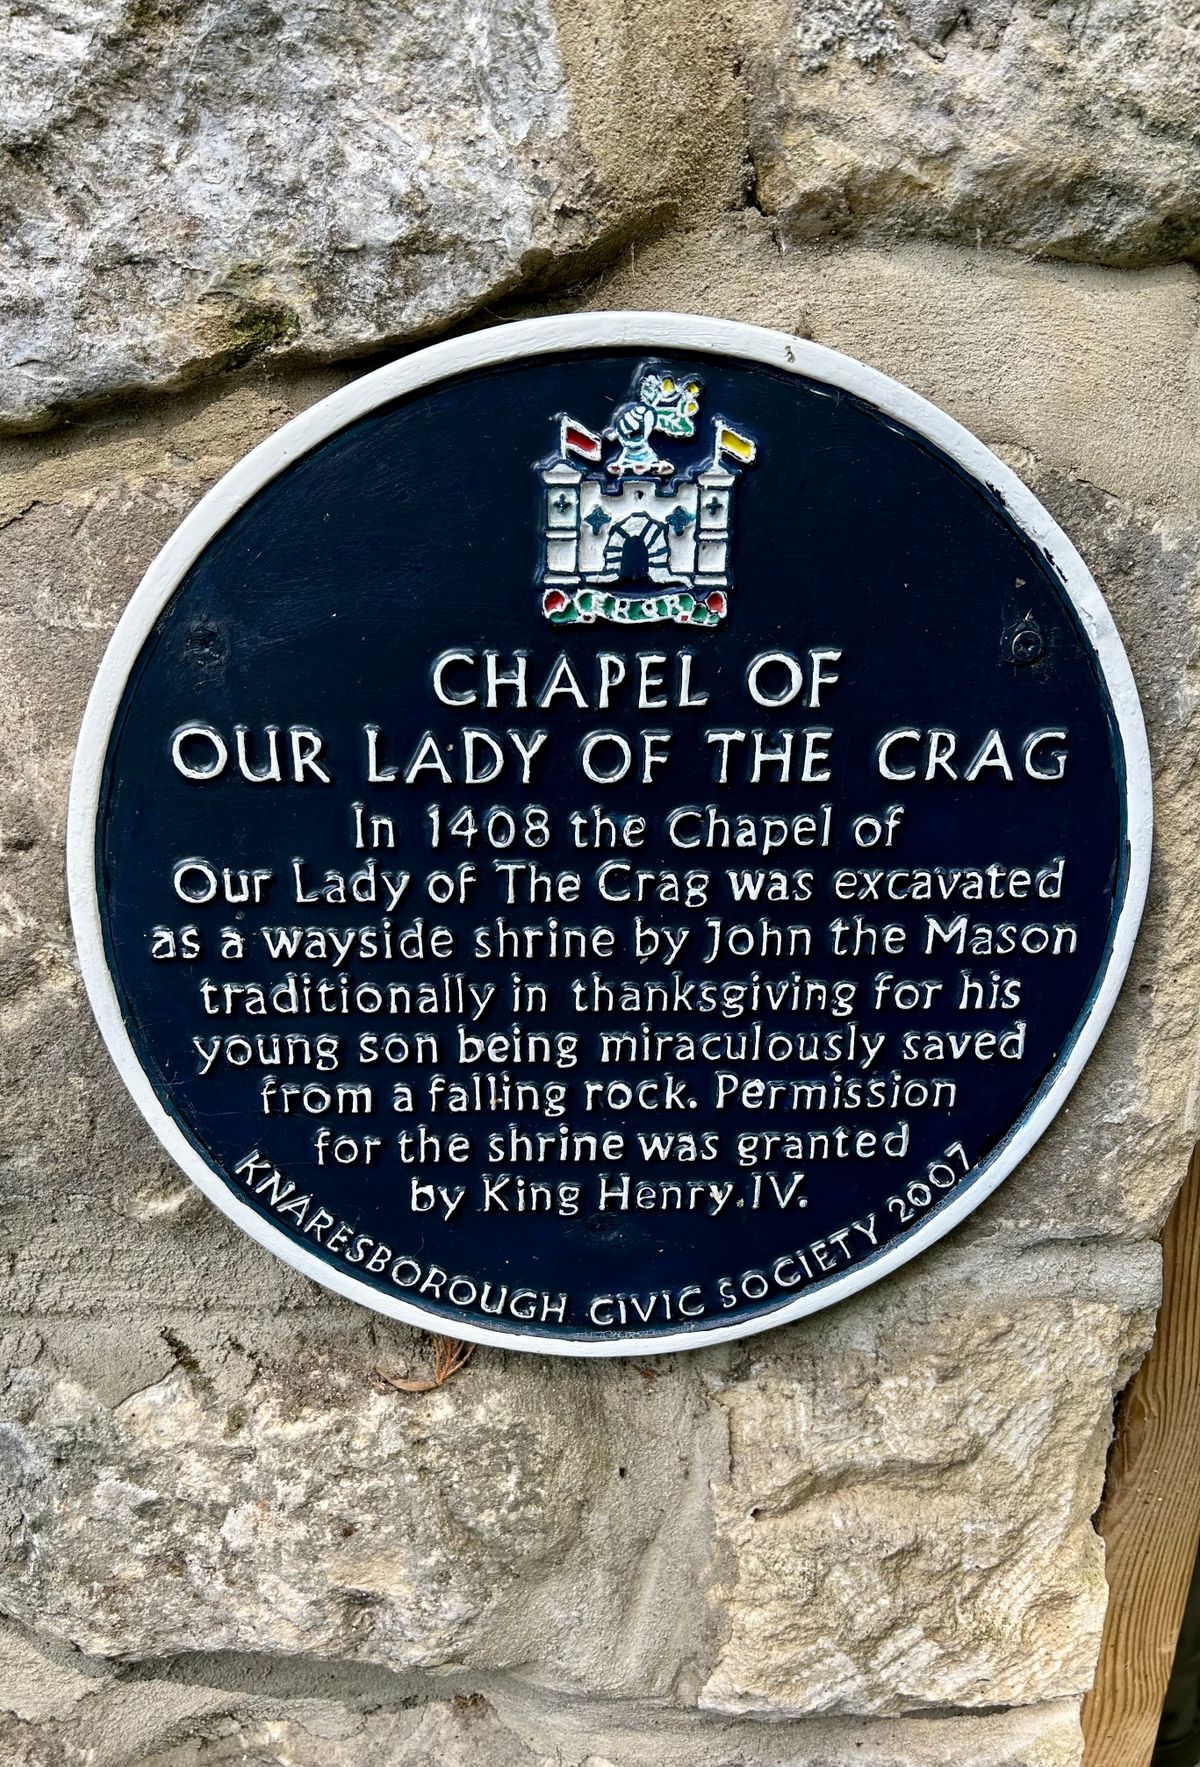 CHAPEL OF
OUR LADY OF THE CRAG
In 1408 the Chapel of
Our Lady of The Crag was excavated
as a wayside shrine by John the Mason
traditionally in thanksgiving for his
young son being miraculously saved
from a falling rock. Permission
for the shrine was granted
by King Henry IV.
KNARESBOROUGH CIVIC SOCIETY 2007